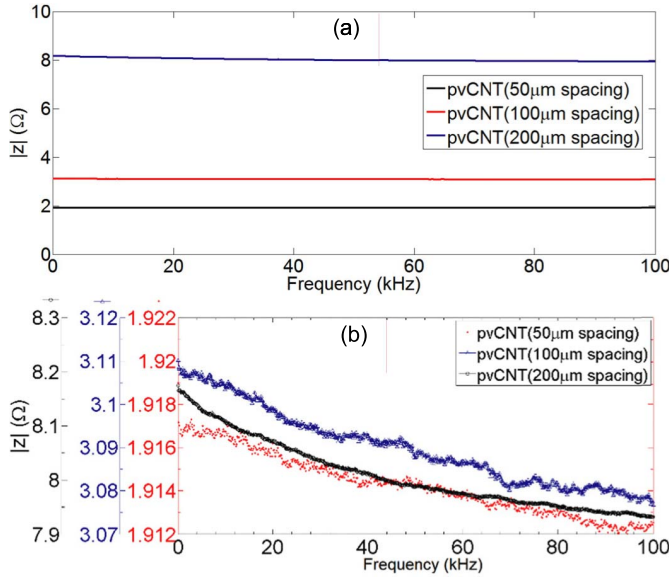 (a)
10
8
6
4
2
0
|z| (Ω)
pvCNT(50μm spacing)
pvCNT(100μm spacing)
pvCNT(200μm spacing)
0 20 40 60 80 100
Frequency (kHz)
(b)
8.3 3.12 1.922
3.11 1.92
8.2
3.1 1.918
8.1
3.09 1.916
8
3.08 1.914
7.9 3.07 1.912
|z| (Ω)
pvCNT(50μm spacing)
pvCNT(100μm spacing)
pvCNT(200μm spacing)
0 20 40 60 80 100
Frequency (kHz)